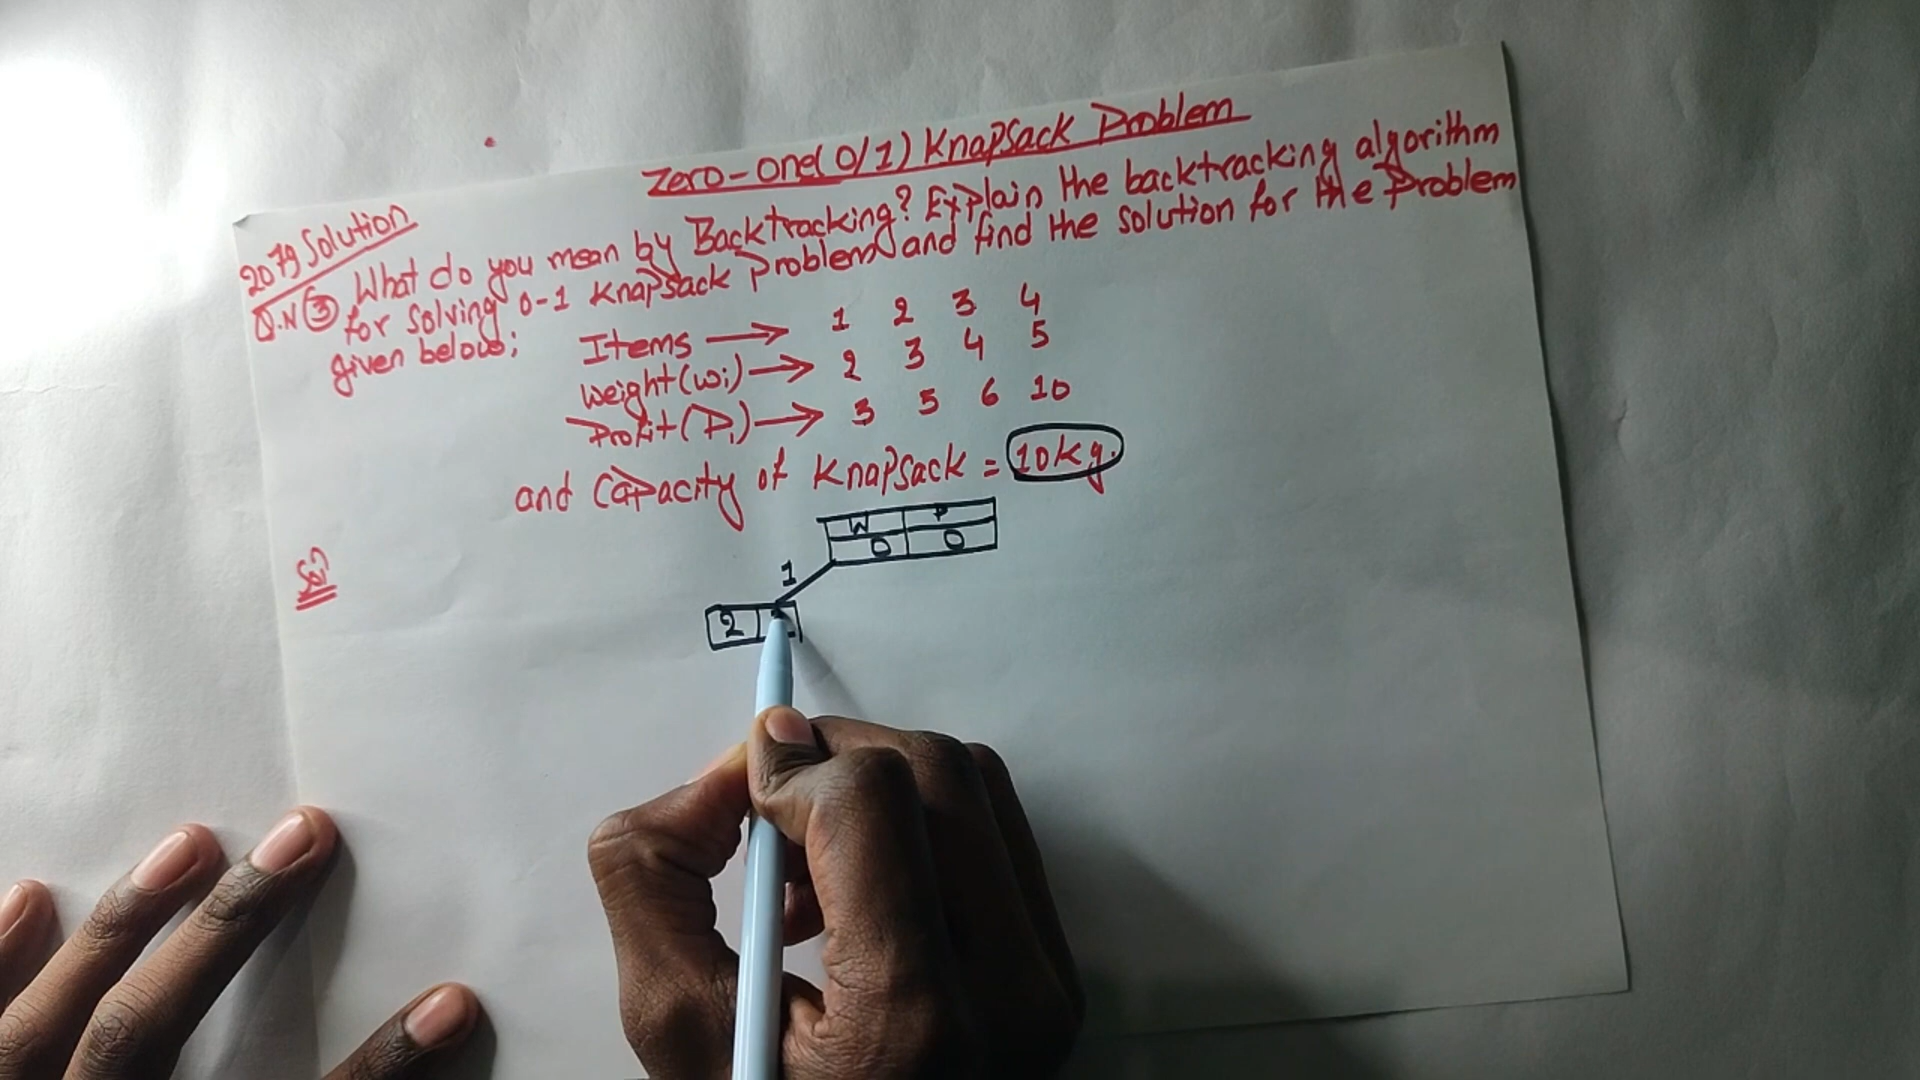 Zero-one(0/1) Knapsack Problem
2079 Solution
Q.N ③ What do you mean by Backtracking? Explain the backtracking algorithm
for solving 0-1 Knapsack Problem and find the solution for the Problem
given below;
Items → 1 2 3 4
Weight(wi) → 2 3 4 5
Profit(Pi) → 3 5 6 10
and Capacity of Knapsack = 10kg.
Sol
W P
0 0
1
2